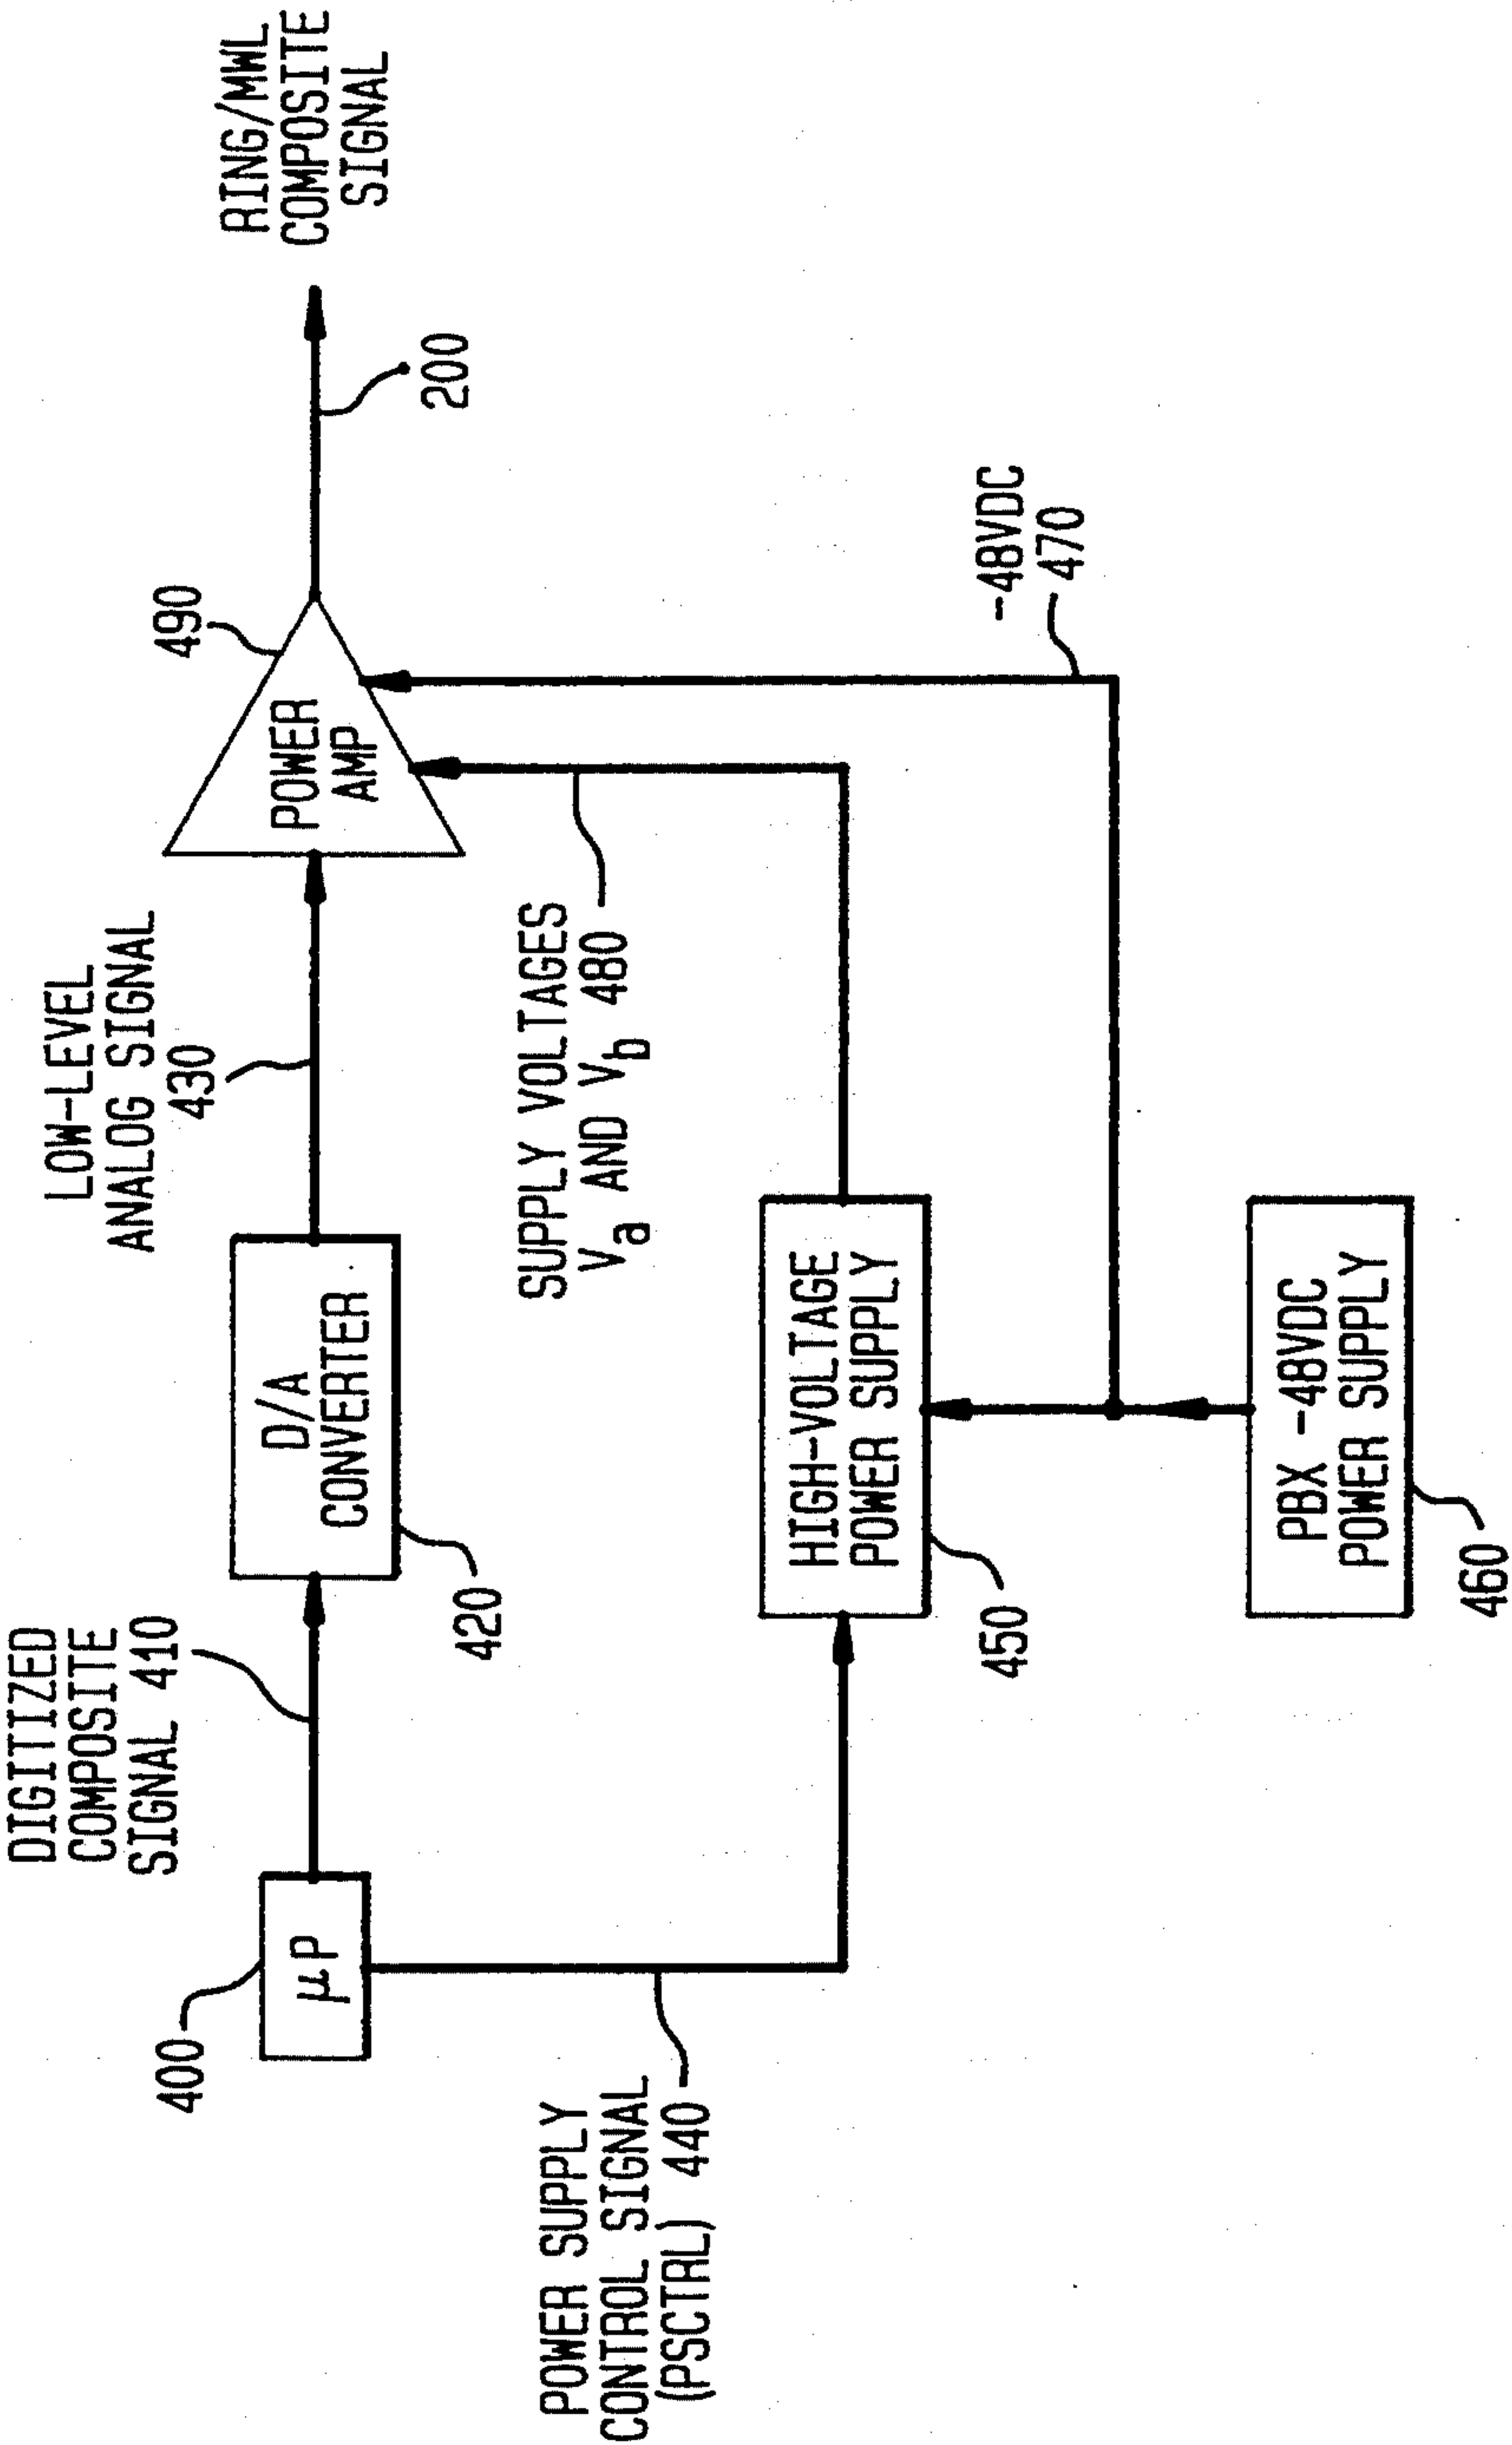 DIGITIZED
COMPOSITE
SIGNAL 410
LOW-LEVEL
ANALOG SIGNAL
430
400
μP
D/A
CONVERTER
420
490
POWER
AMP
RING/MWL
COMPOSITE
SIGNAL
200
POWER SUPPLY
CONTROL SIGNAL
(PSCTRL) 440
SUPPLY VOLTAGES
Va AND Vb 480
HIGH-VOLTAGE
POWER SUPPLY
450
-48VDC
470
PBX -48VDC
POWER SUPPLY
460